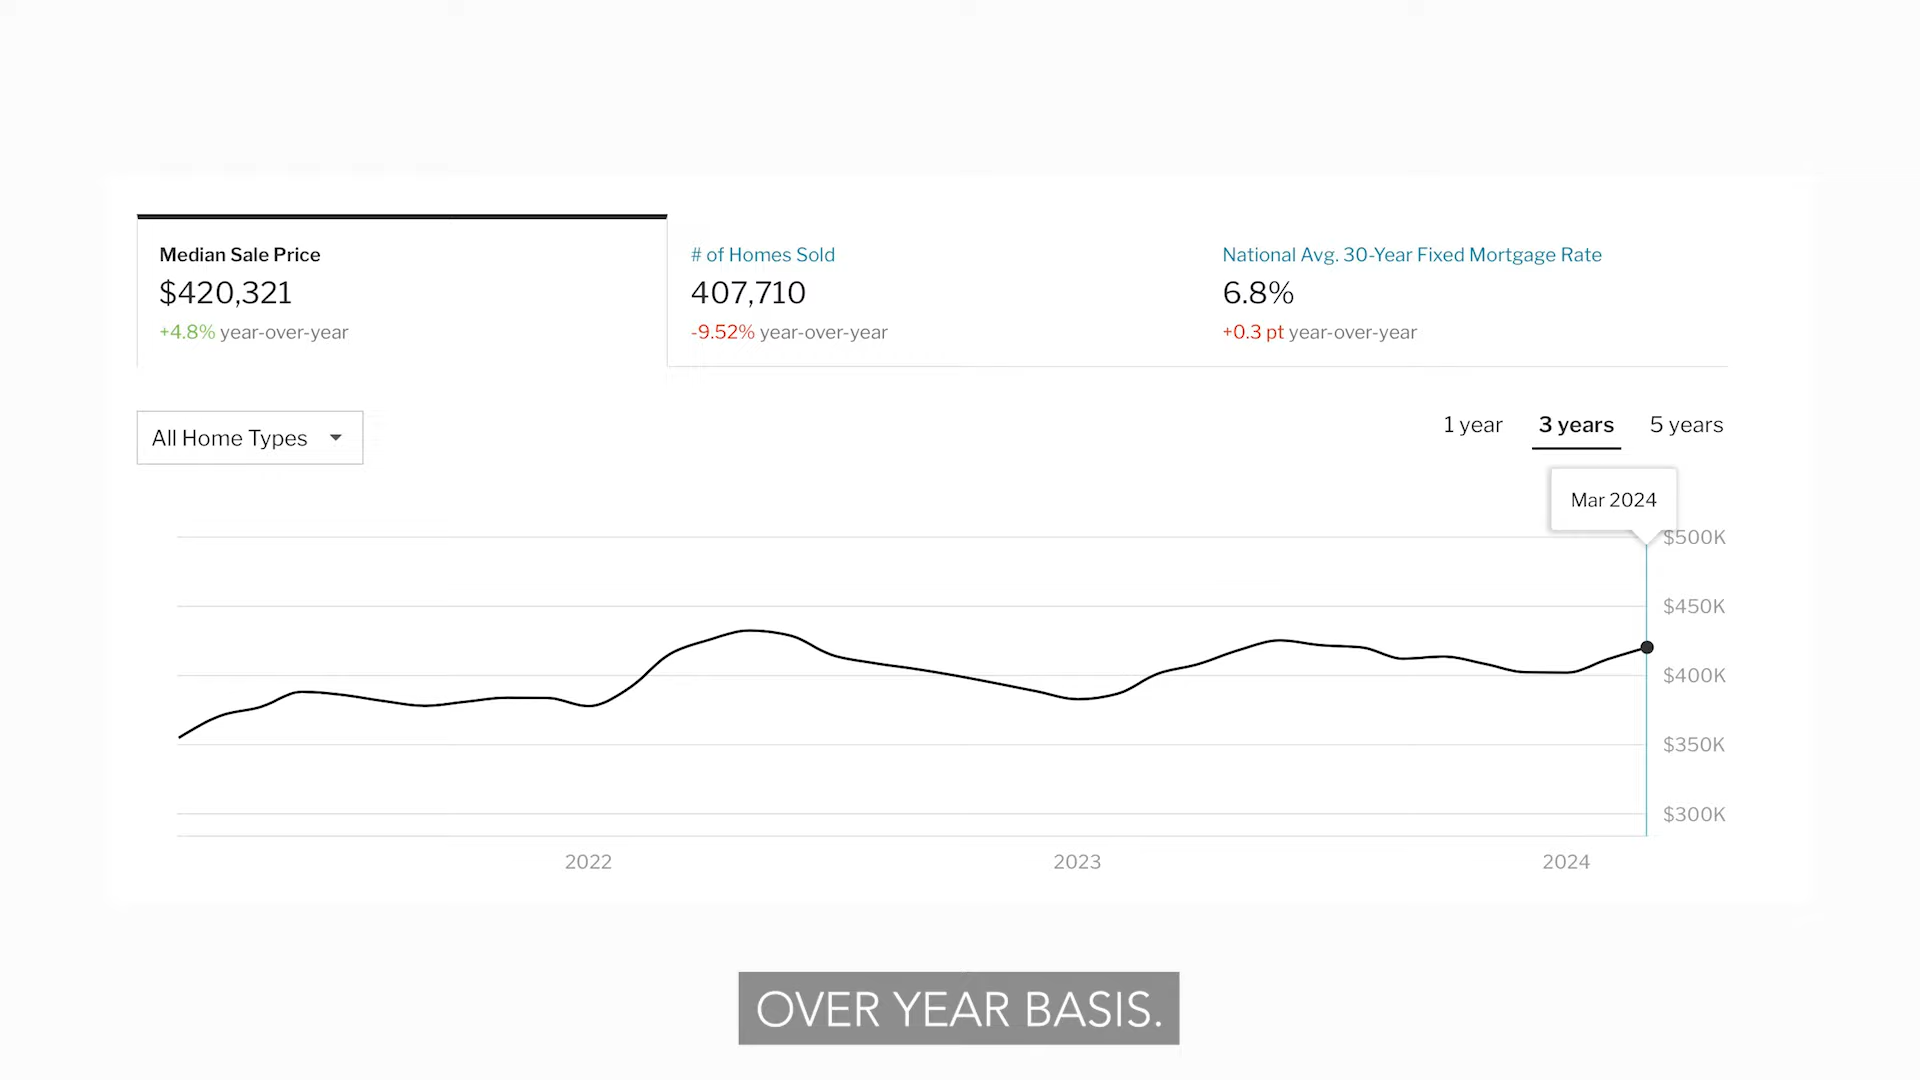 Median Sale Price
$420,321
+4.8% year-over-year
# of Homes Sold
407,710
-9.52% year-over-year
National Avg. 30-Year Fixed Mortgage Rate
6.8%
+0.3 pt year-over-year
All Home Types
1 year
3 years
5 years
Mar 2024
$500K
$450K
$400K
$350K
$300K
2022
2023
2024
OVER YEAR BASIS.